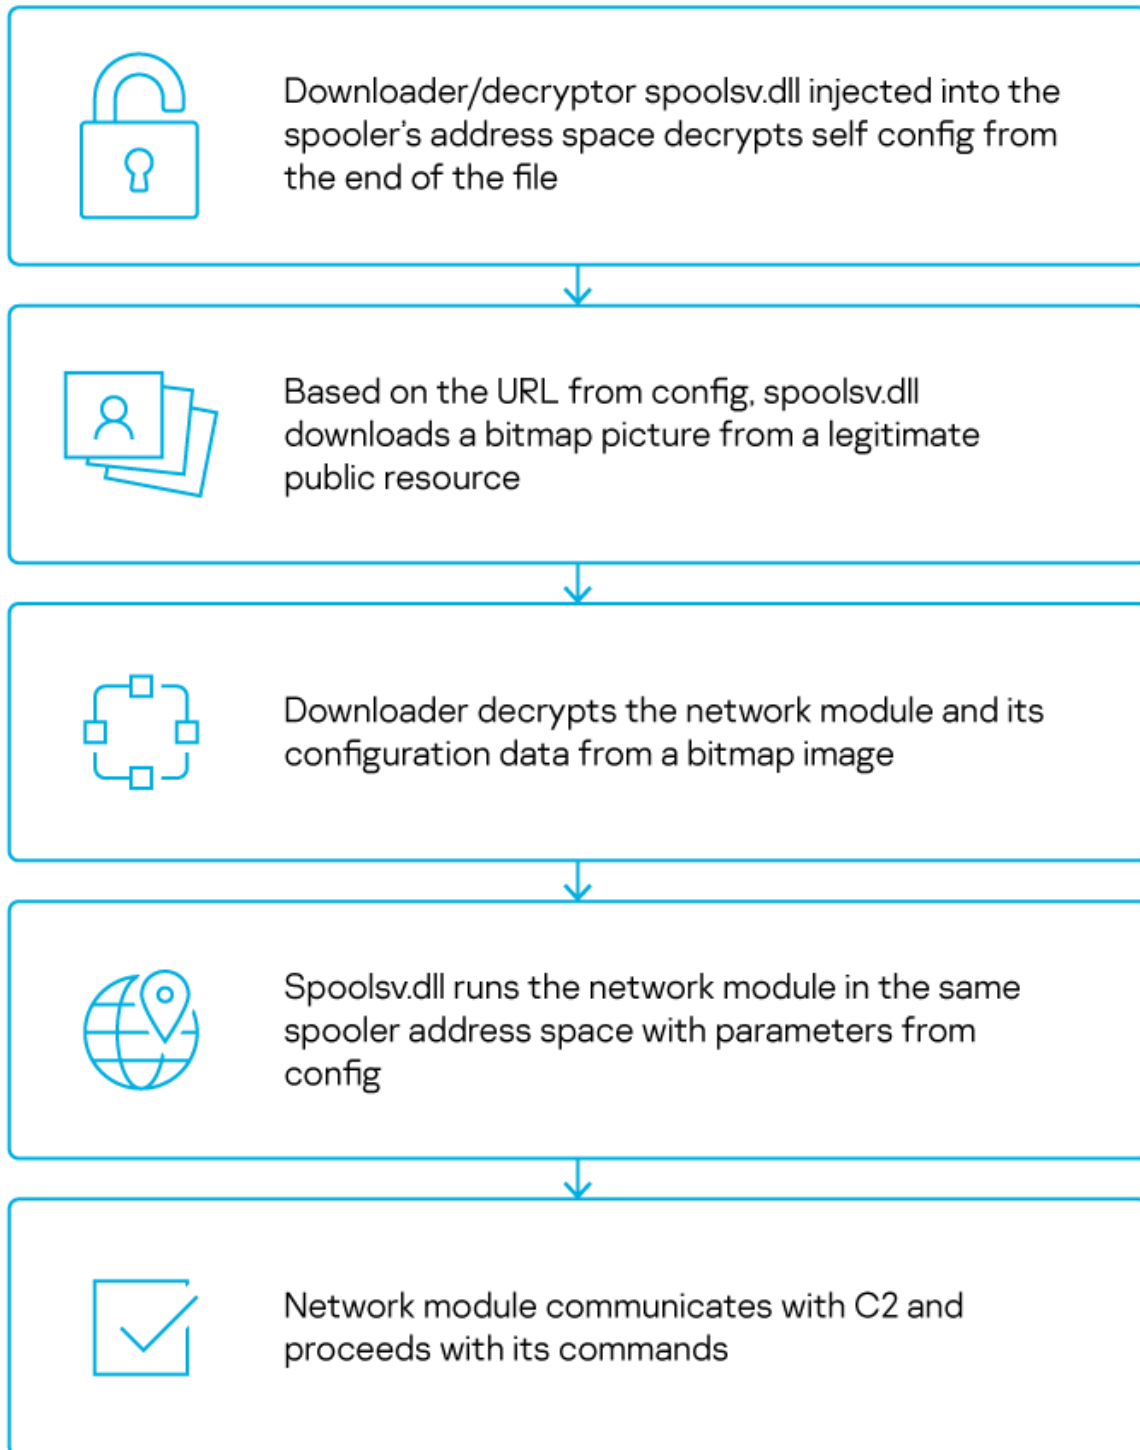 Downloader/decryptor spoolsv.dll injected into the
spooler's address space decrypts self config from
the end of the file
Based on the URL from config, spoolsv.dll
downloads a bitmap picture from a legitimate
public resource
Downloader decrypts the network module and its
configuration data from a bitmap image
Spoolsv.dll runs the network module in the same
spooler address space with parameters from
config
Network module communicates with C2 and
proceeds with its commands